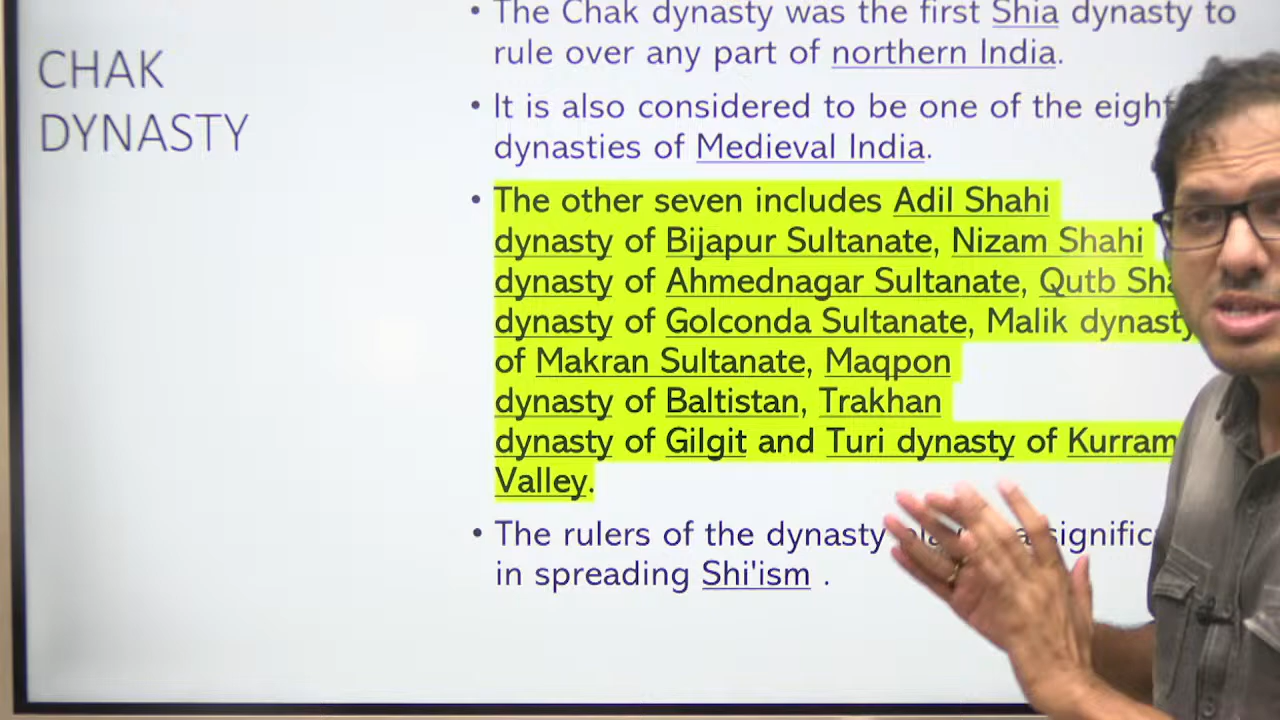 CHAK
DYNASTY
• The Chak dynasty was the first Shia dynasty to
rule over any part of northern India.
• It is also considered to be one of the eight
dynasties of Medieval India.
• The other seven includes Adil Shahi
dynasty of Bijapur Sultanate, Nizam Shahi
dynasty of Ahmednagar Sultanate, Qutb
dynasty of Golconda Sultanate, Malik dynasty
of Makran Sultanate, Maqpon
dynasty of Baltistan, Trakhan
dynasty of Gilgit and Turi dynasty of Kurram
Valley.
• The rulers of the dynasty a
in spreading Shi'ism .